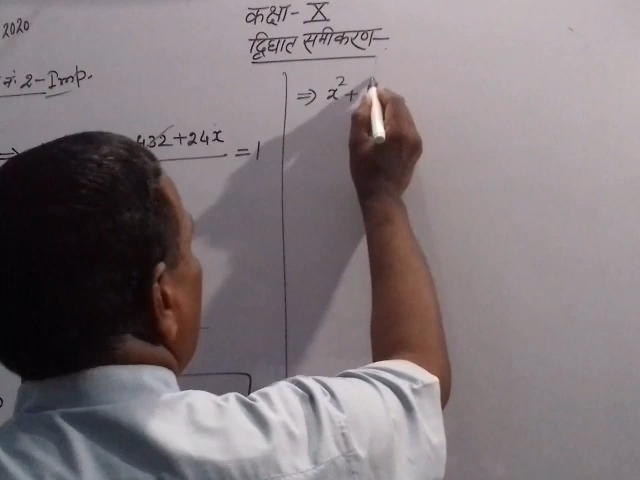 2020
कक्षा - X
द्विघात समीकरण -
नं. 2 - Imp.
432 + 24x
= 1
⇒ x² +